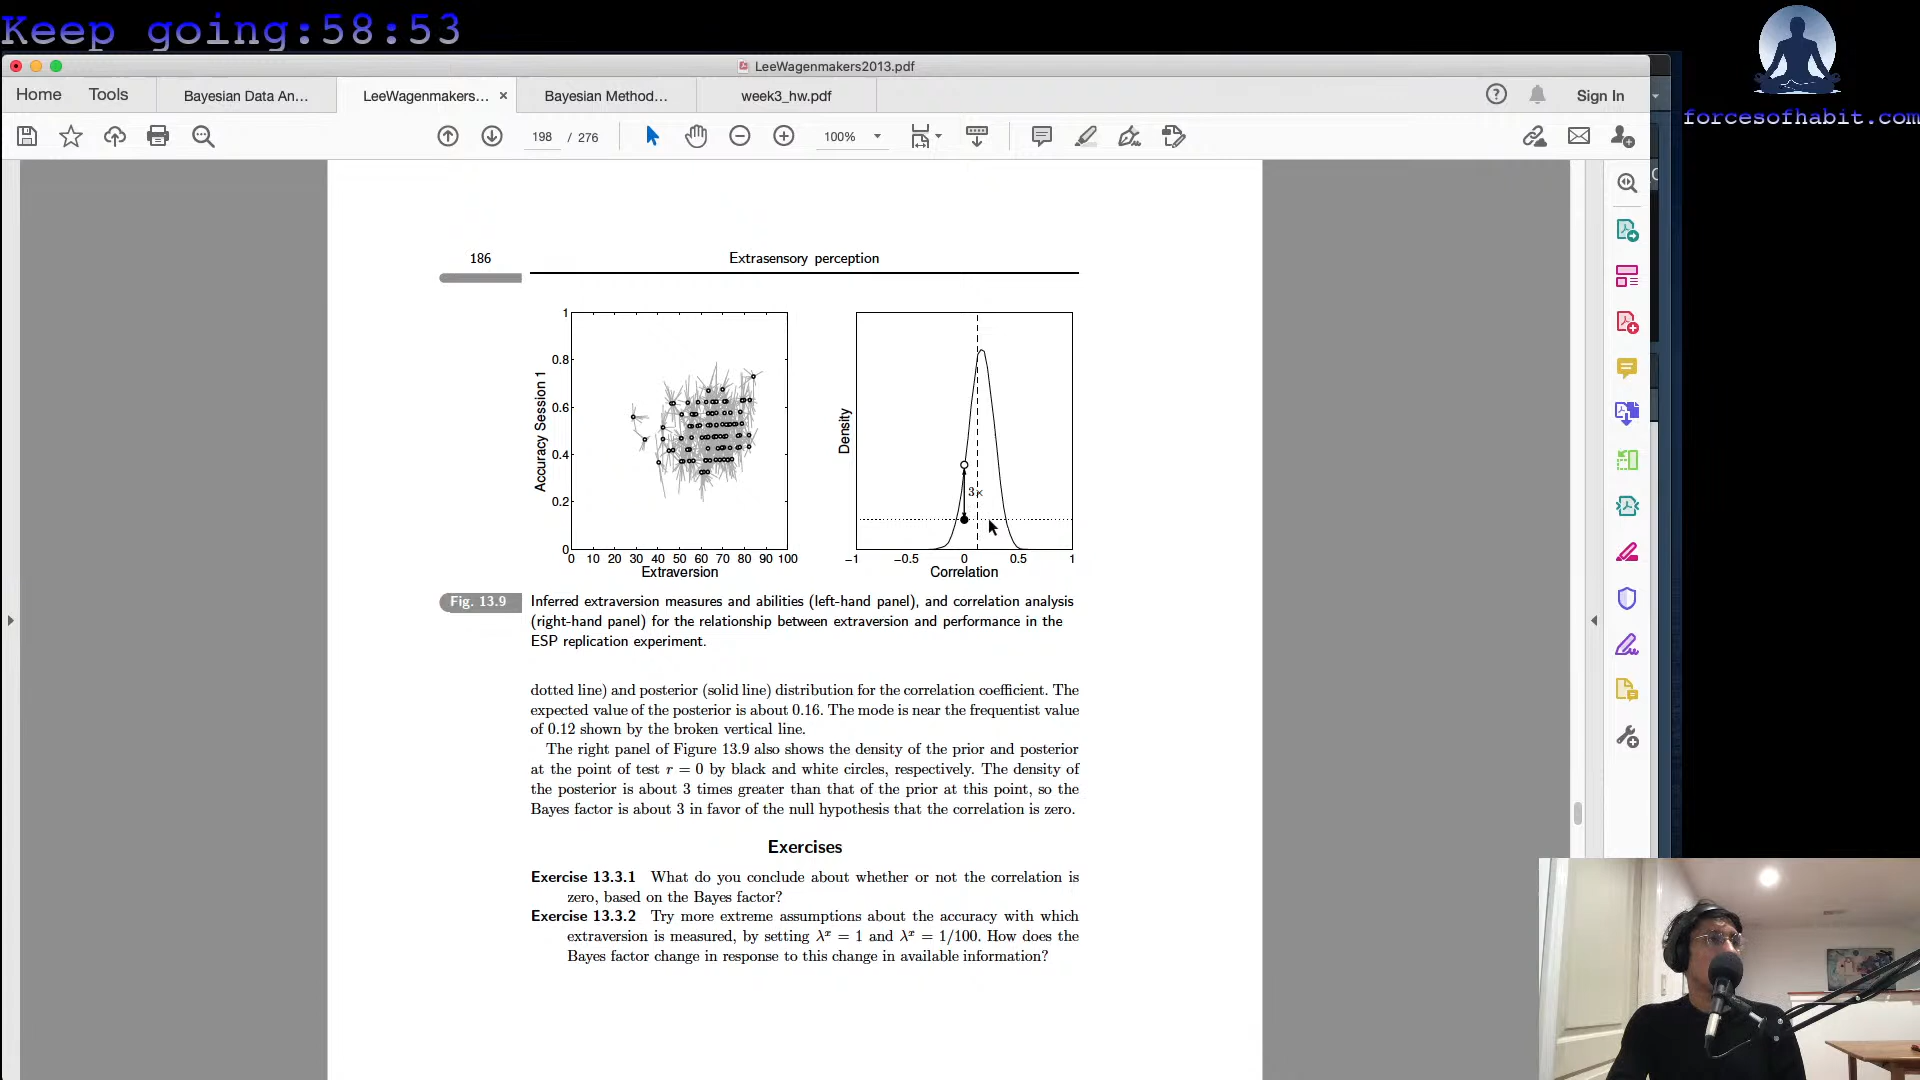 Keep going:58:53
forcesofhabit.com
LeeWagenmakers2013.pdf
Home
Tools
Bayesian Data An...
LeeWagenmakers...
Bayesian Method...
week3_hw.pdf
Sign In
198 / 276
100%
186
Extrasensory perception
1
0.8
0.6
0.4
0.2
0
Accuracy Session 1
0 10 20 30 40 50 60 70 80 90 100
Extraversion
Density
3×
−1 −0.5 0 0.5 1
Correlation
Fig. 13.9
Inferred extraversion measures and abilities (left-hand panel), and correlation analysis
(right-hand panel) for the relationship between extraversion and performance in the
ESP replication experiment.
dotted line) and posterior (solid line) distribution for the correlation coefficient. The
expected value of the posterior is about 0.16. The mode is near the frequentist value
of 0.12 shown by the broken vertical line.
The right panel of Figure 13.9 also shows the density of the prior and posterior
at the point of test r = 0 by black and white circles, respectively. The density of
the posterior is about 3 times greater than that of the prior at this point, so the
Bayes factor is about 3 in favor of the null hypothesis that the correlation is zero.
Exercises
Exercise 13.3.1 What do you conclude about whether or not the correlation is
zero, based on the Bayes factor?
Exercise 13.3.2 Try more extreme assumptions about the accuracy with which
extraversion is measured, by setting λˣ = 1 and λˣ = 1/100. How does the
Bayes factor change in response to this change in available information?